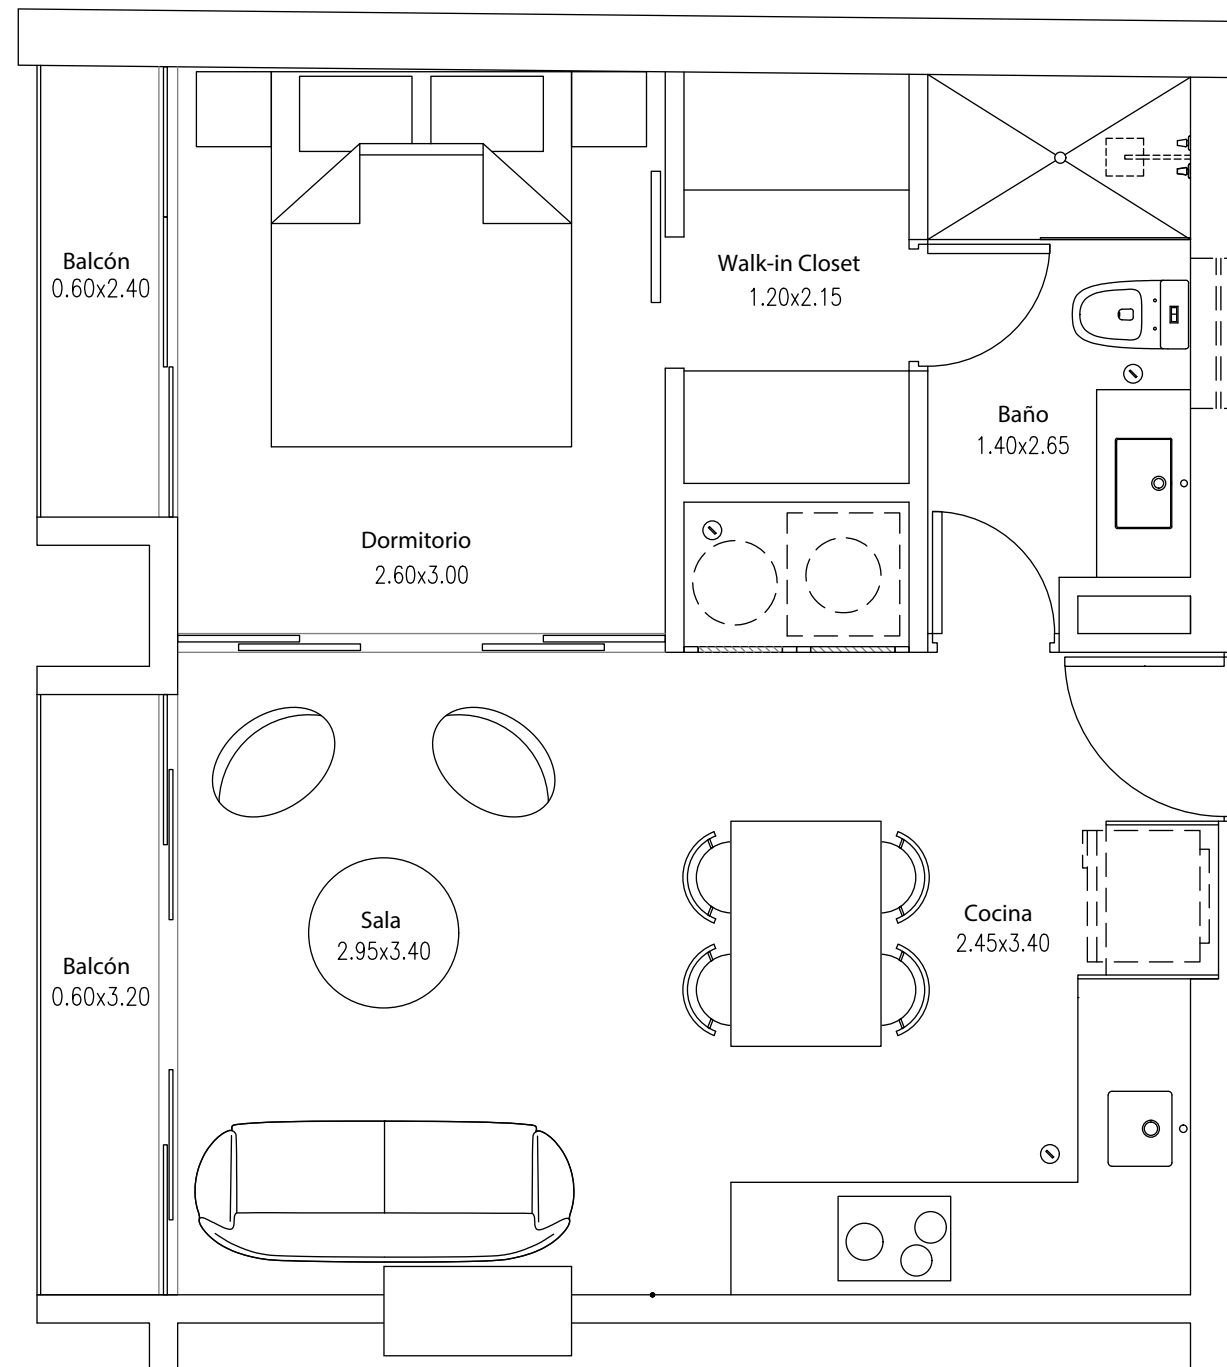 Balcón
0.60x2.40
Walk-in Closet
1.20x2.15
Baño
1.40x2.65
Dormitorio
2.60x3.00
Sala
2.95x3.40
Cocina
2.45x3.40
Balcón
0.60x3.20